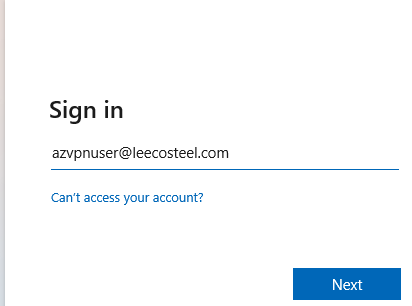 Sign in
azvpnuser@leecosteel.com
Can't access your account?
Next